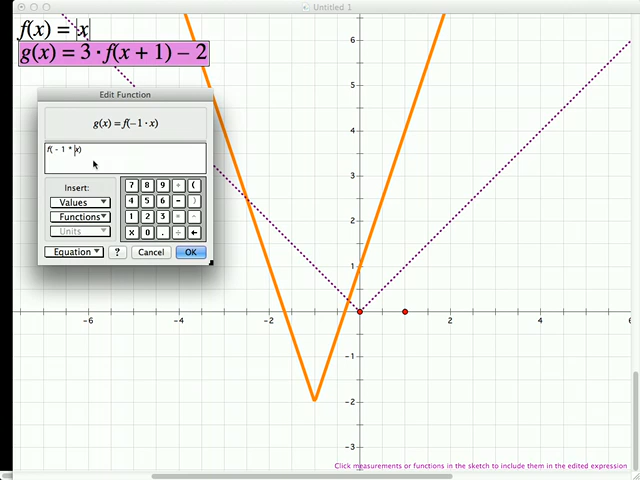 Untitled 1
f(x) = |x|
g(x) = 3 · f(x + 1) − 2
Edit Function
g(x) = f(−1 · x)
f( - 1 * x)
Insert:
Values
Functions
Units
7 8 9 + (
4 5 6 − )
1 2 3 * ^
x 0 . ÷ ←
Equation ? Cancel OK
6
5
4
3
2
1
-6 -4 -2 2 4 6
-1
-2
-3
Click measurements or functions in the sketch to include them in the edited expression